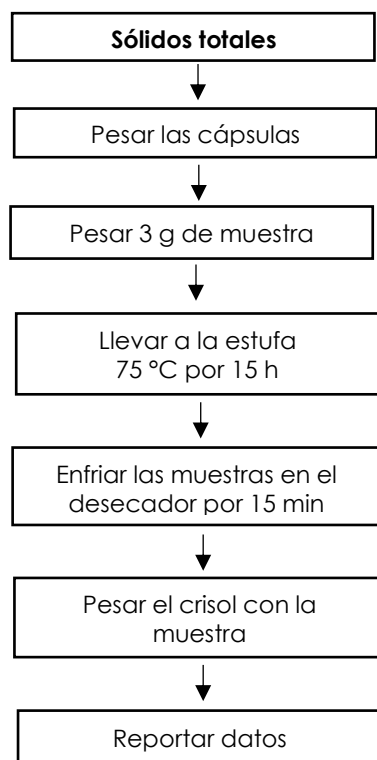 Sólidos totales
Pesar las cápsulas
Pesar 3 g de muestra
Llevar a la estufa
75 °C por 15 h
Enfriar las muestras en el
desecador por 15 min
Pesar el crisol con la
muestra
Reportar datos